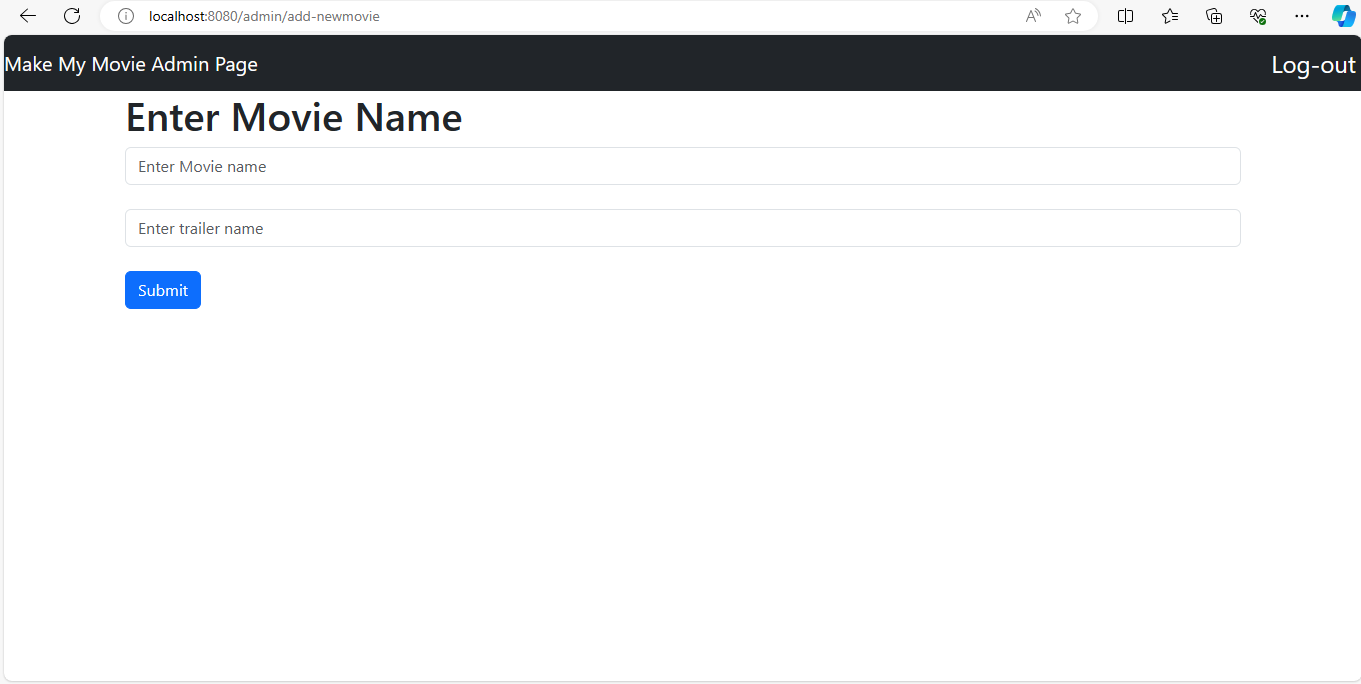 localhost:8080/admin/add-newmovie
Make My Movie Admin Page
Log-out
Enter Movie Name
Enter Movie name
Enter trailer name
Submit